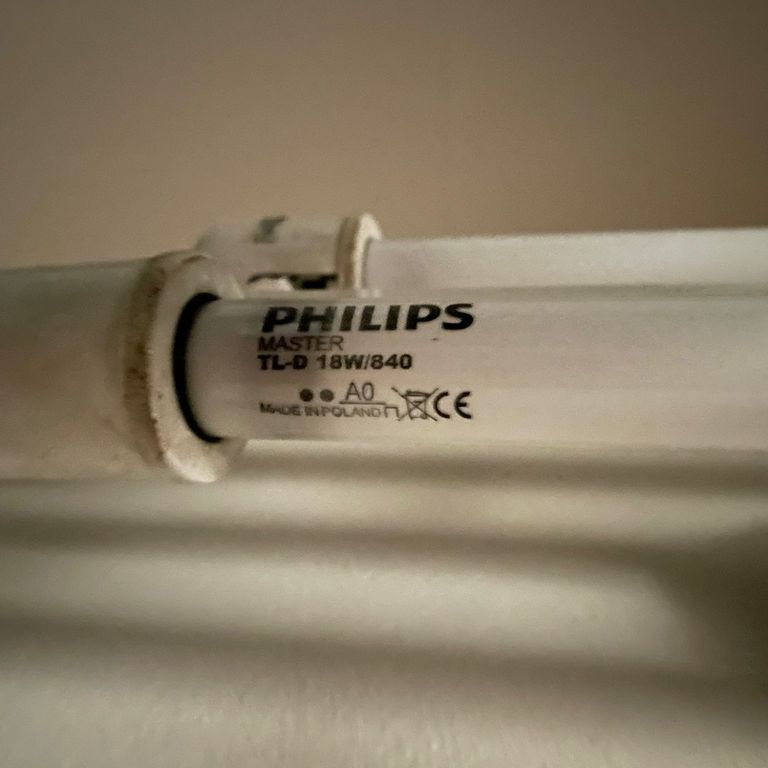 PHILIPS
MASTER
TL-D 18W/840
A0
MADE IN POLAND CE